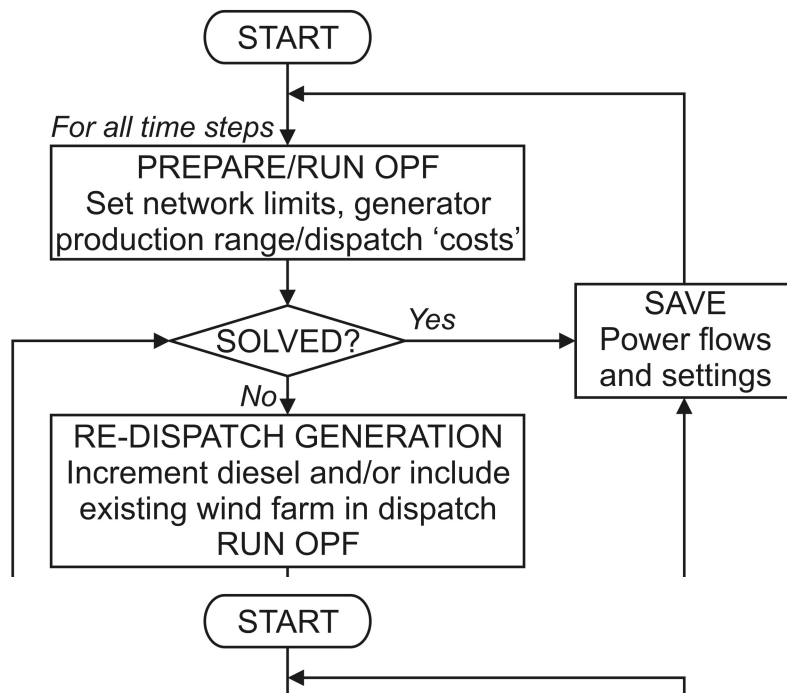 START
For all time steps
PREPARE/RUN OPF
Set network limits, generator
production range/dispatch ‘costs’
SOLVED?
Yes
SAVE
Power flows
and settings
No
RE-DISPATCH GENERATION
Increment diesel and/or include
existing wind farm in dispatch
RUN OPF
START